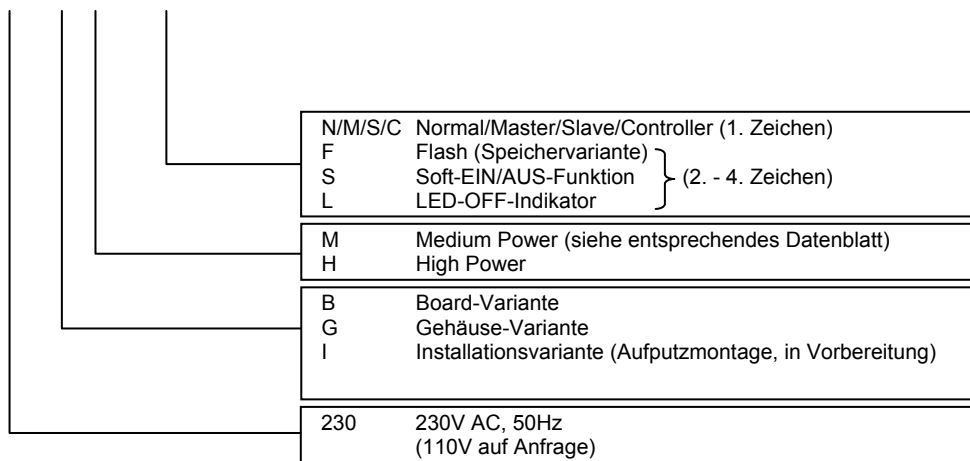 N/M/S/C Normal/Master/Slave/Controller (1. Zeichen)
F Flash (Speichervariante)
S Soft-EIN/AUS-Funktion (2. - 4. Zeichen)
L LED-OFF-Indikator
M Medium Power (siehe entsprechendes Datenblatt)
H High Power
B Board-Variante
G Gehäuse-Variante
I Installationsvariante (Aufputzmontage, in Vorbereitung)
230 230V AC, 50Hz
(110V auf Anfrage)